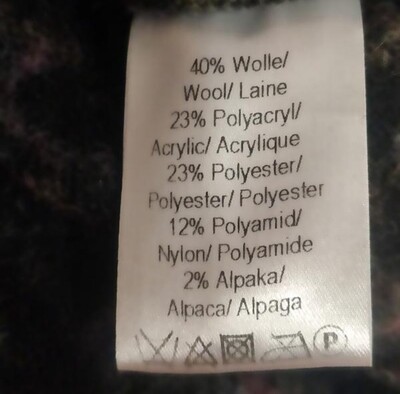 40% Wolle/
Wool/ Laine
23% Polyacryl/
Acrylic/ Acrylique
23% Polyester/
Polyester/ Polyester
12% Polyamid/
Nylon/ Polyamide
2% Alpaka/
Alpaca/ Alpaga
P